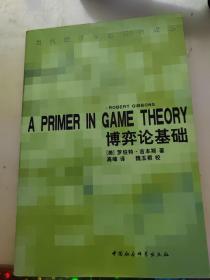 ROBERT GIBBONS
A PRIMER IN GAME THEORY
博弈论基础
[美] 罗伯特·吉本斯 著
高峰 译 魏玉根 校
中国社会科学出版社